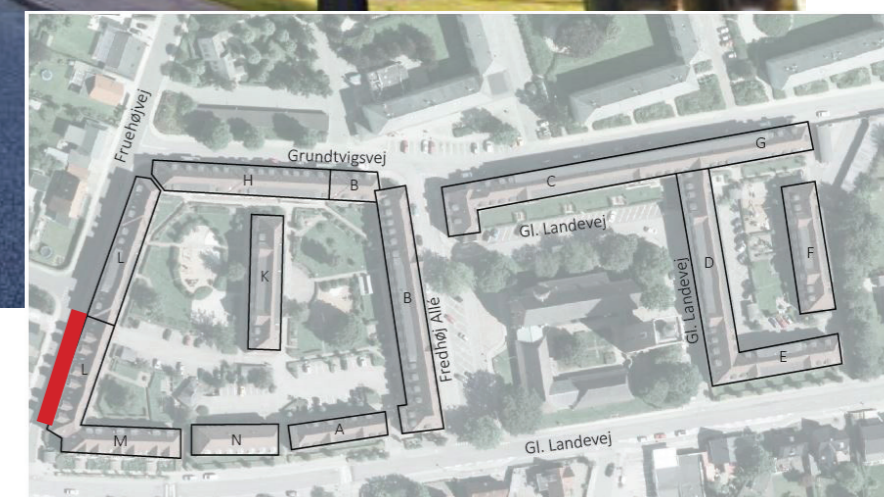 Fruehøjvej
Grundtvigsvej
H
B
C
G
L
K
B
Gl. Landevej
Gl. Landevej
D
F
L
Fredhøj Allé
E
M
N
A
Gl. Landevej